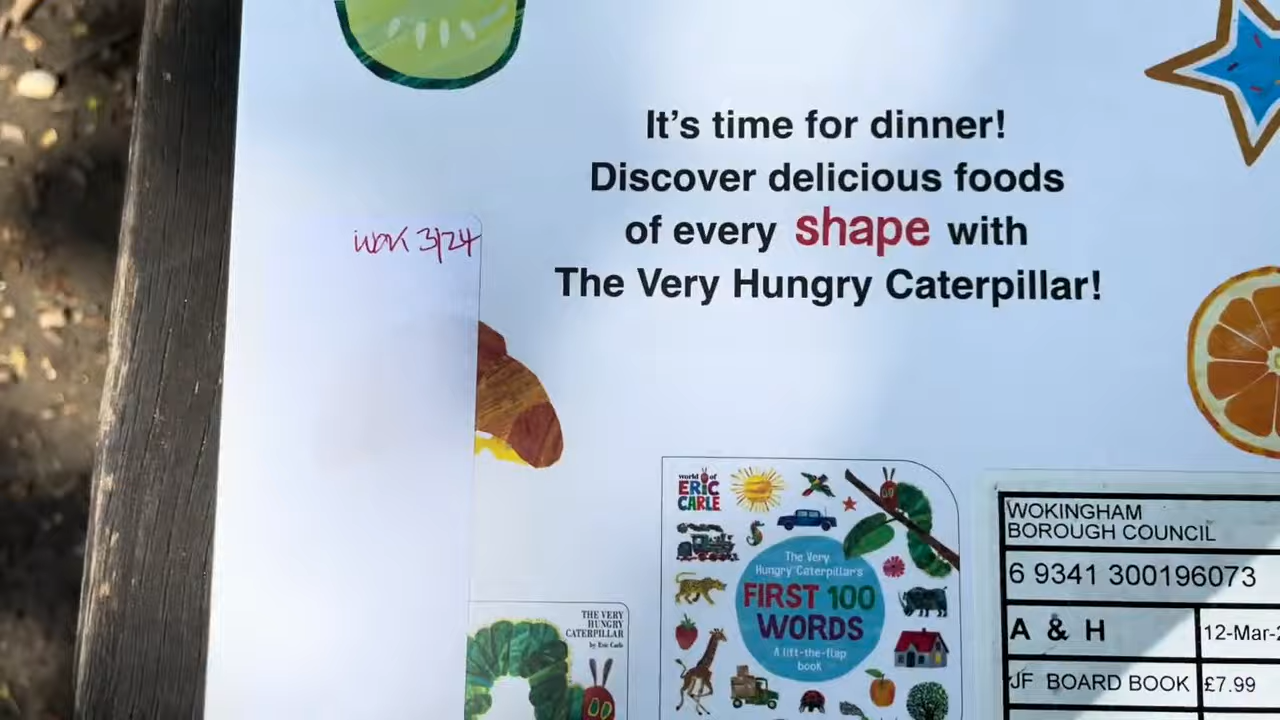 It's time for dinner!
Discover delicious foods
of every shape with
The Very Hungry Caterpillar!
wok 3/24
world of
ERIC
CARLE
The Very
Hungry Caterpillar's
FIRST 100
WORDS
A lift-the-flap
book
THE VERY
HUNGRY
CATERPILLAR
by Eric Carle
WOKINGHAM
BOROUGH COUNCIL
6 9341 300196073
A & H
12-Mar-
JF BOARD BOOK
£7.99